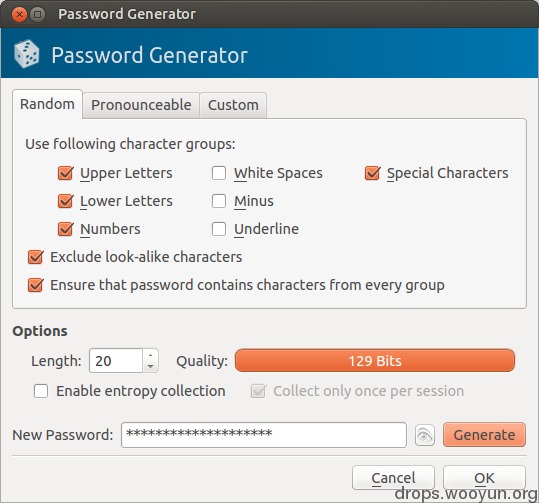 Password Generator
Password Generator
Random Pronounceable Custom
Use following character groups:
Upper Letters White Spaces Special Characters
Lower Letters Minus
Numbers Underline
Exclude look-alike characters
Ensure that password contains characters from every group
Options
Length: 20 Quality: 129 Bits
Enable entropy collection Collect only once per session
New Password: ******************** Generate
Cancel OK
drops.wooyun.org